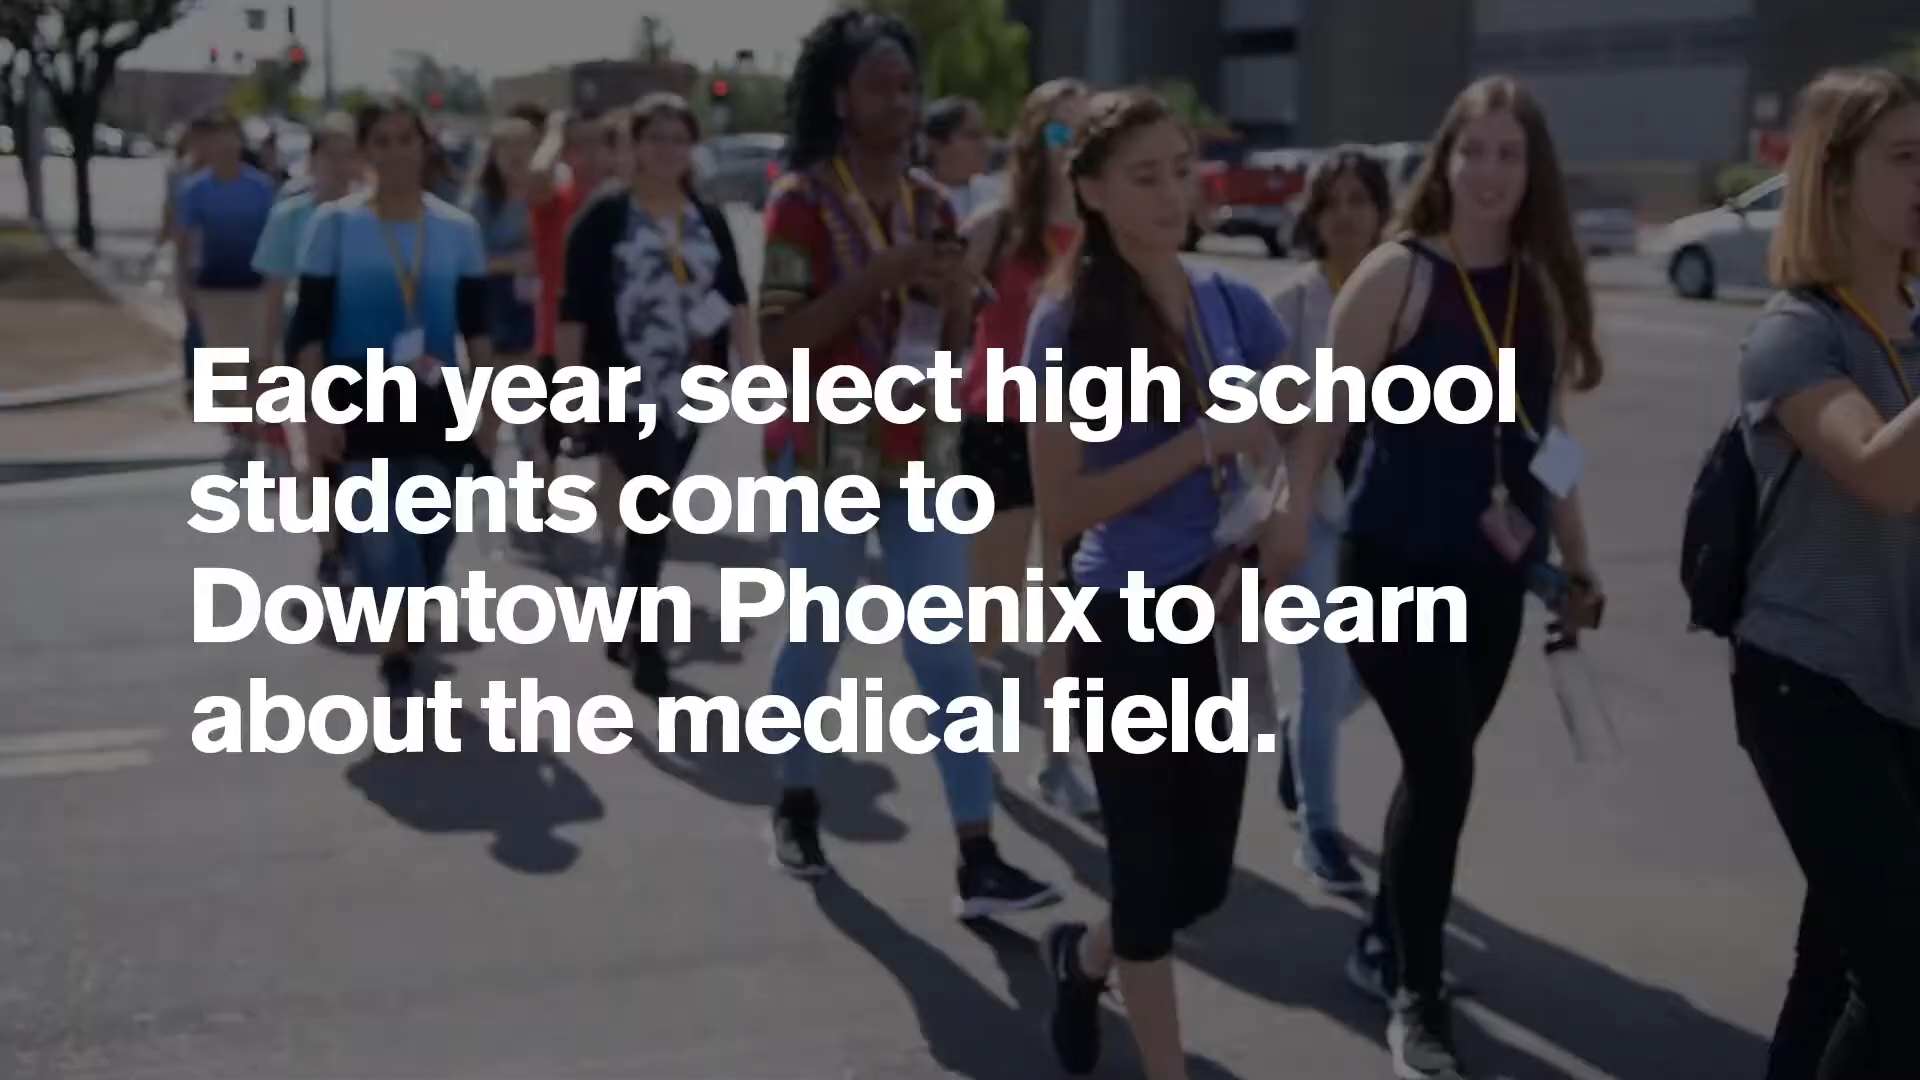 Each year, select high school
students come to
Downtown Phoenix to learn
about the medical field.